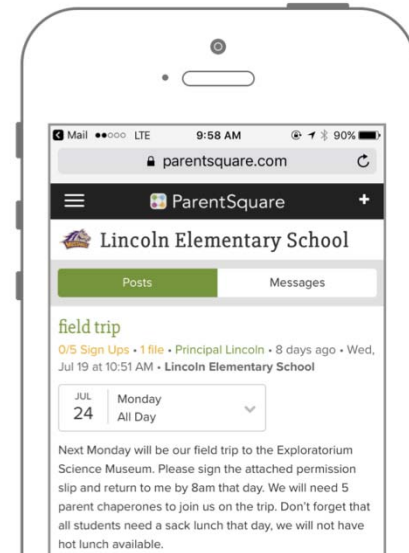 Mail LTE 9:58 AM 90%
parentsquare.com
ParentSquare +
Lincoln Elementary School
Posts Messages
field trip
0/5 Sign Ups • 1 file • Principal Lincoln • 8 days ago • Wed,
Jul 19 at 10:51 AM • Lincoln Elementary School
JUL Monday
24 All Day
Next Monday will be our field trip to the Exploratorium
Science Museum. Please sign the attached permission
slip and return to me by 8am that day. We will need 5
parent chaperones to join us on the trip. Don't forget that
all students need a sack lunch that day, we will not have
hot lunch available.